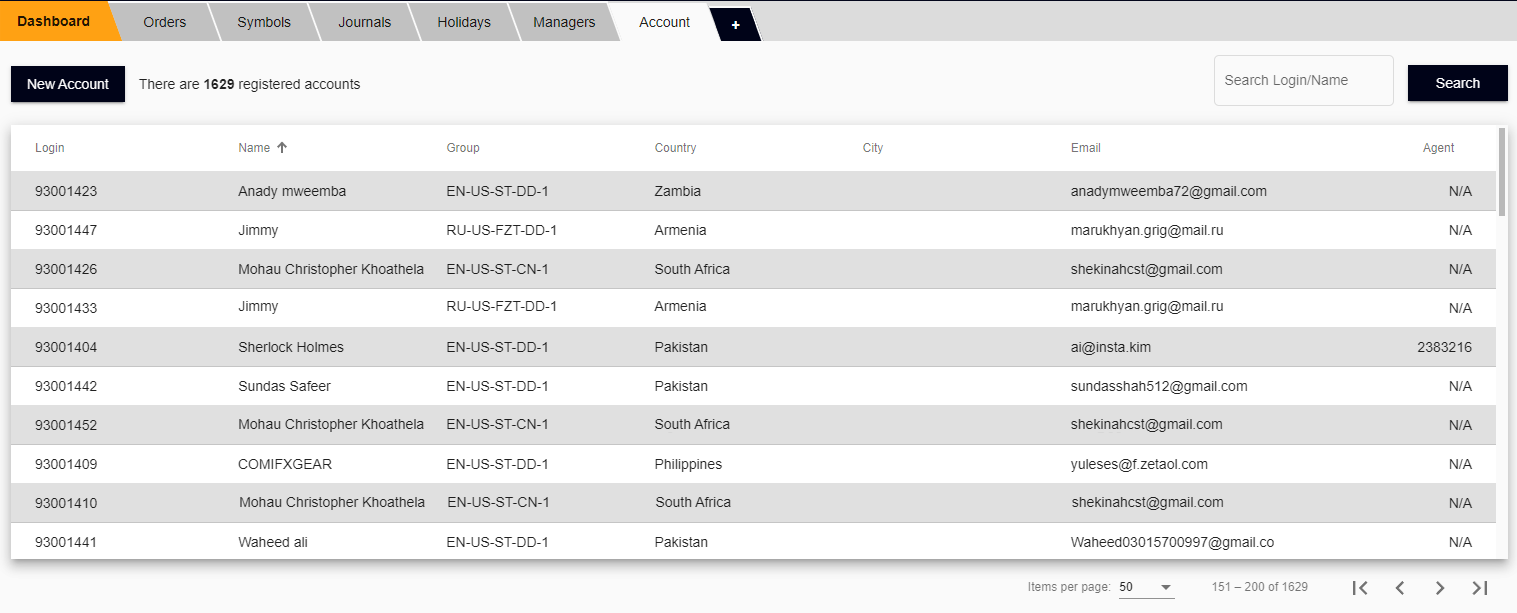 Dashboard Orders Symbols Journals Holidays Managers Account +
New Account There are 1629 registered accounts Search Login/Name Search
Login Name Group Country City Email Agent
93001423 Anady mweemba EN-US-ST-DD-1 Zambia anadymweemba72@gmail.com N/A
93001447 Jimmy RU-US-FZT-DD-1 Armenia marukhyan.grig@mail.ru N/A
93001426 Mohau Christopher Khoathela EN-US-ST-CN-1 South Africa shekinahcst@gmail.com N/A
93001433 Jimmy RU-US-FZT-DD-1 Armenia marukhyan.grig@mail.ru N/A
93001404 Sherlock Holmes EN-US-ST-DD-1 Pakistan ai@insta.kim 2383216
93001442 Sundas Safeer EN-US-ST-DD-1 Pakistan sundasshah512@gmail.com N/A
93001452 Mohau Christopher Khoathela EN-US-ST-CN-1 South Africa shekinahcst@gmail.com N/A
93001409 COMIFXGEAR EN-US-ST-DD-1 Philippines yuleses@f.zetaol.com N/A
93001410 Mohau Christopher Khoathela EN-US-ST-CN-1 South Africa shekinahcst@gmail.com N/A
93001441 Waheed ali EN-US-ST-DD-1 Pakistan Waheed03015700997@gmail.co N/A
Items per page: 50 151 – 200 of 1629